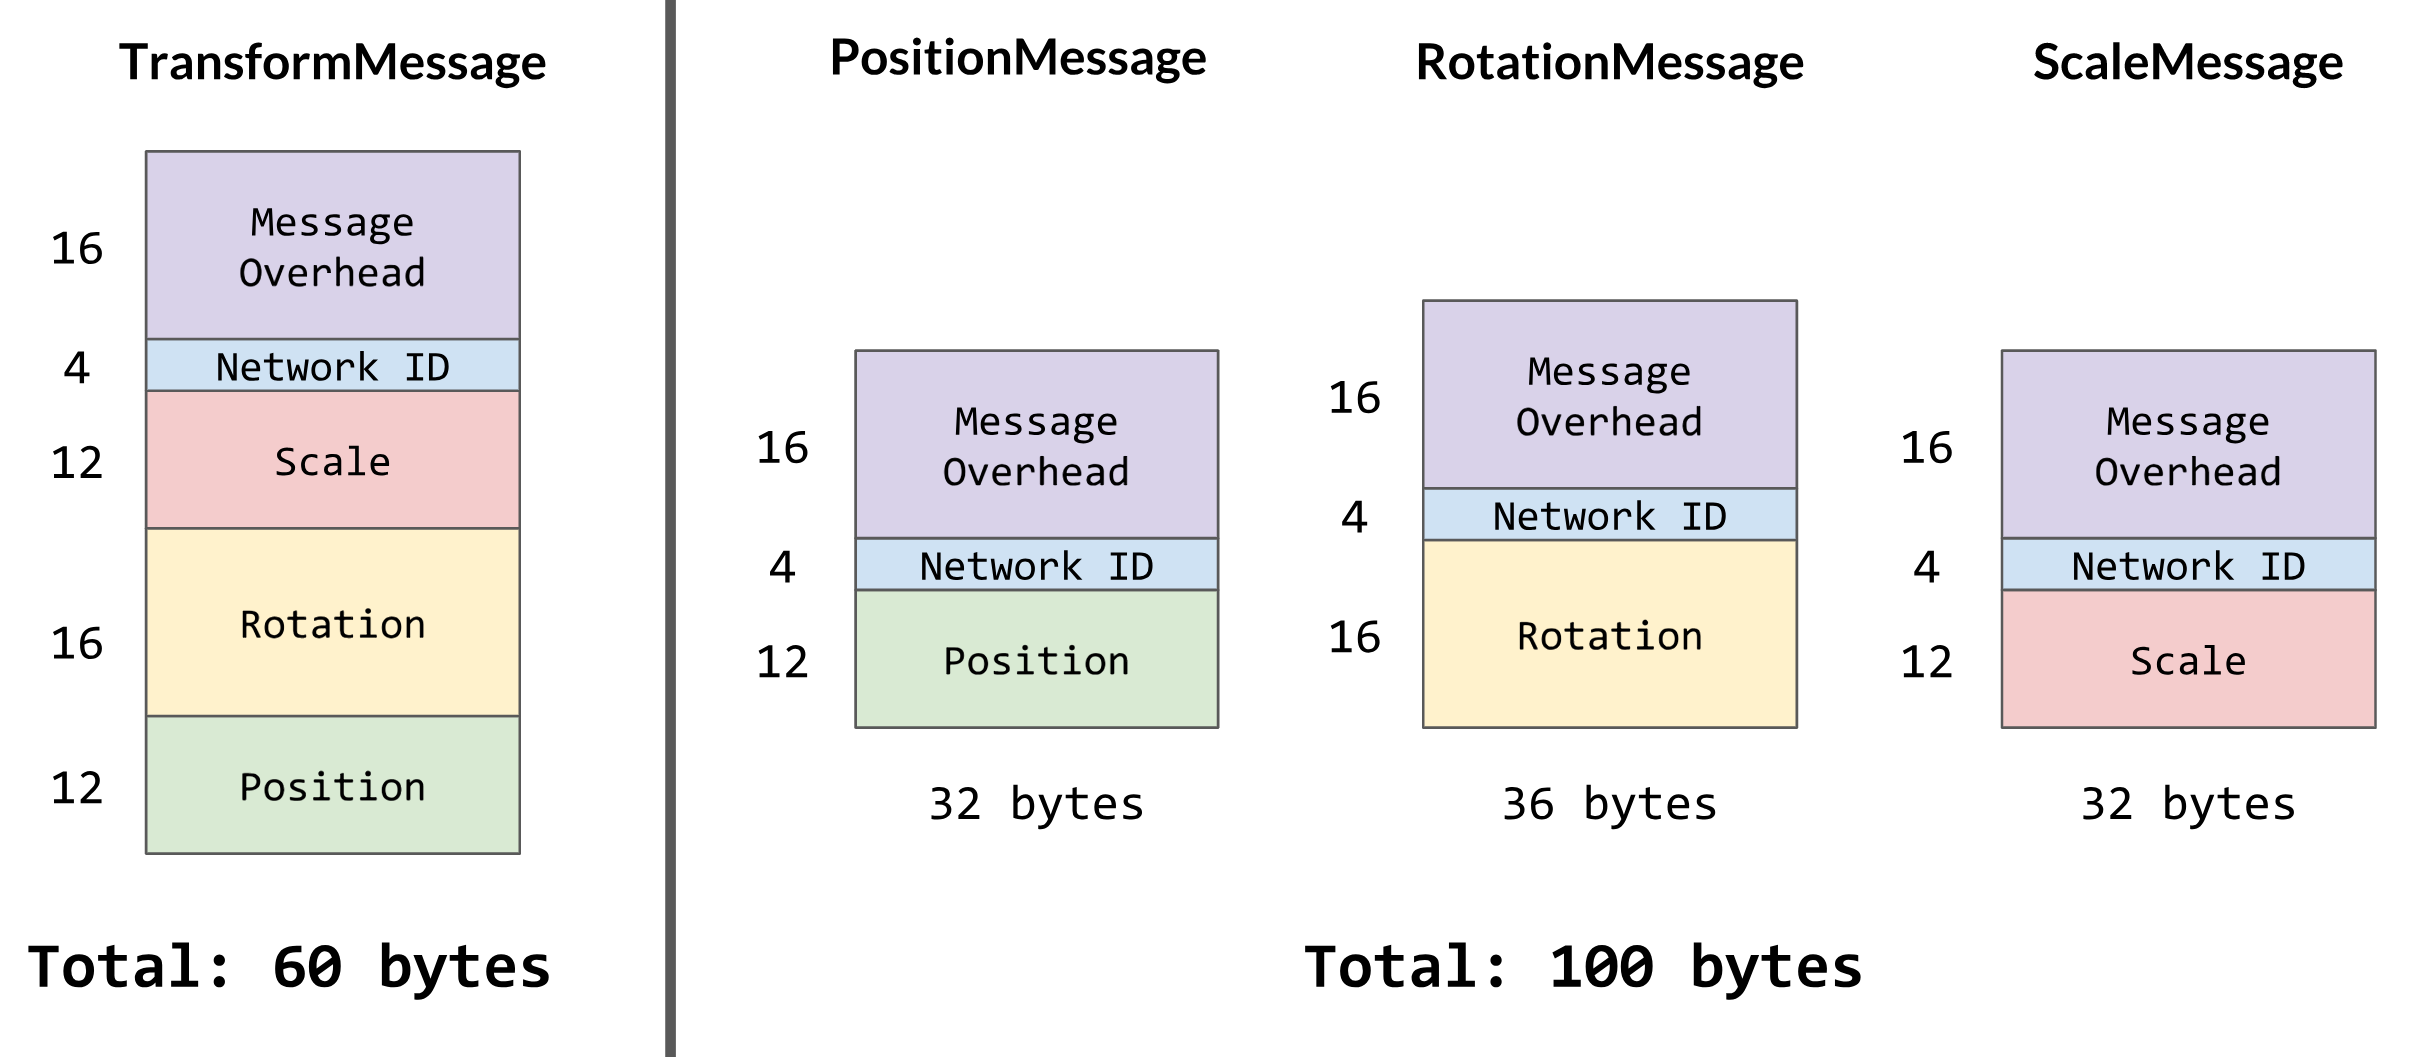 TransformMessage
16
Message
Overhead
4
Network ID
12
Scale
16
Rotation
12
Position
Total: 60 bytes
PositionMessage
16
Message
Overhead
4
Network ID
12
Position
32 bytes
RotationMessage
16
Message
Overhead
4
Network ID
16
Rotation
36 bytes
ScaleMessage
16
Message
Overhead
4
Network ID
12
Scale
32 bytes
Total: 100 bytes